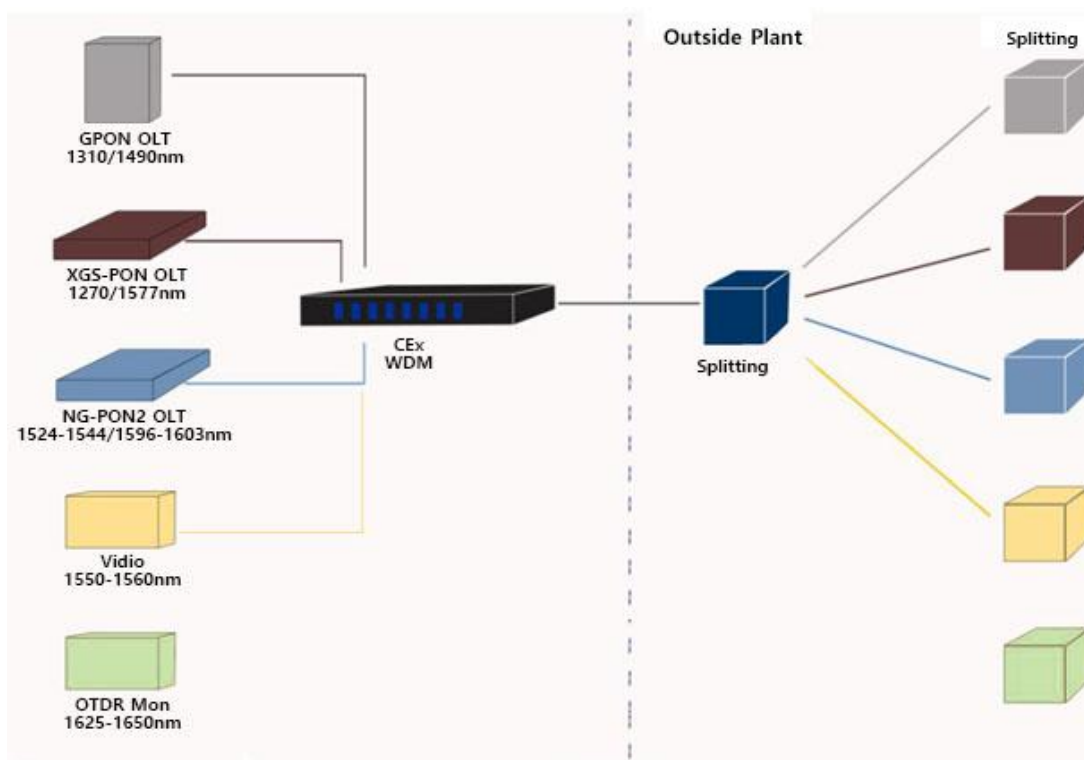 Outside Plant
Splitting
GPON OLT
1310/1490nm
XGS-PON OLT
1270/1577nm
CEx
WDM
Splitting
NG-PON2 OLT
1524-1544/1596-1603nm
Vidio
1550-1560nm
OTDR Mon
1625-1650nm